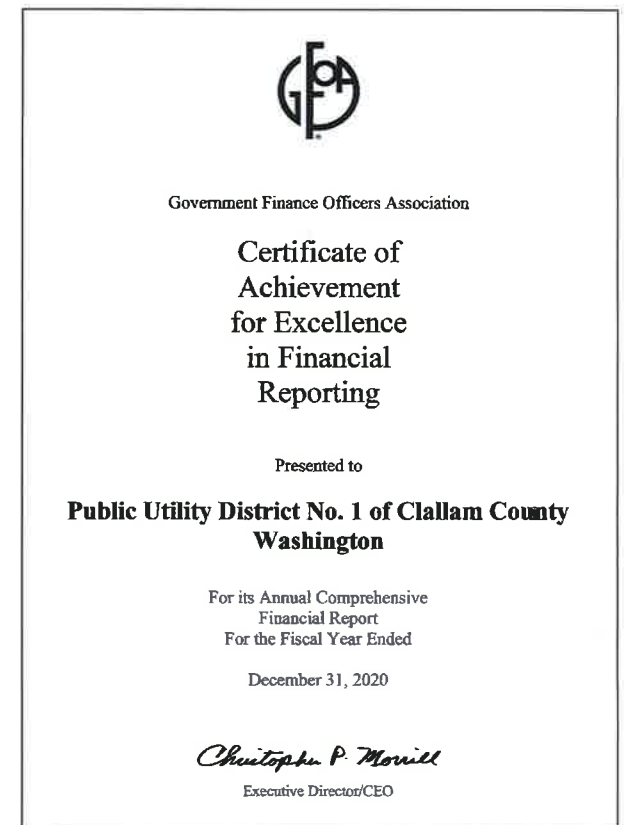 GFOA
Government Finance Officers Association
Certificate of
Achievement
for Excellence
in Financial
Reporting
Presented to
Public Utility District No. 1 of Clallam County
Washington
For its Annual Comprehensive
Financial Report
For the Fiscal Year Ended
December 31, 2020
Christopher P. Morrill
Executive Director/CEO